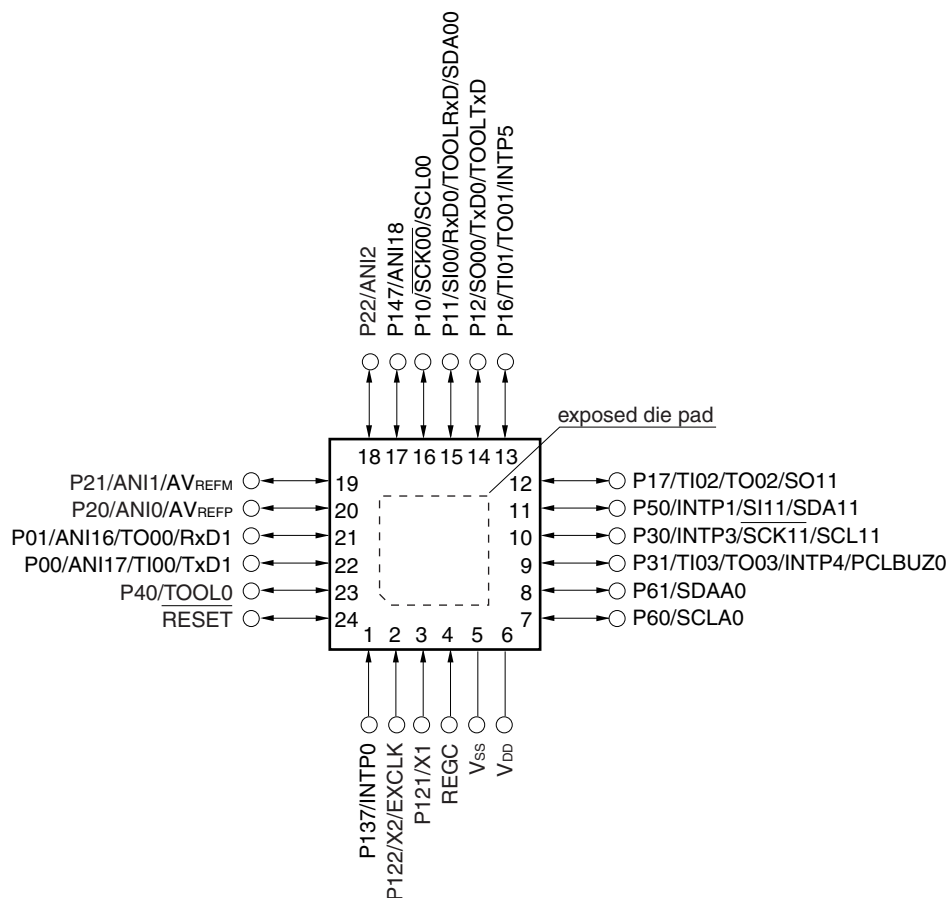 P22/ANI2
P147/ANI18
P10/SCK00/SCL00
P11/SI00/RxD0/TOOLRxD/SDA00
P12/SO00/TxD0/TOOLTxD
P16/TI01/TO01/INTP5
exposed die pad
18 17 16 15 14 13
P21/ANI1/AVREFM 19
P20/ANI0/AVREFP 20
P01/ANI16/TO00/RxD1 21
P00/ANI17/TI00/TxD1 22
P40/TOOL0 23
RESET 24
12 P17/TI02/TO02/SO11
11 P50/INTP1/SI11/SDA11
10 P30/INTP3/SCK11/SCL11
9 P31/TI03/TO03/INTP4/PCLBUZ0
8 P61/SDAA0
7 P60/SCLA0
1 2 3 4 5 6
P137/INTP0
P122/X2/EXCLK
P121/X1
REGC
VSS
VDD